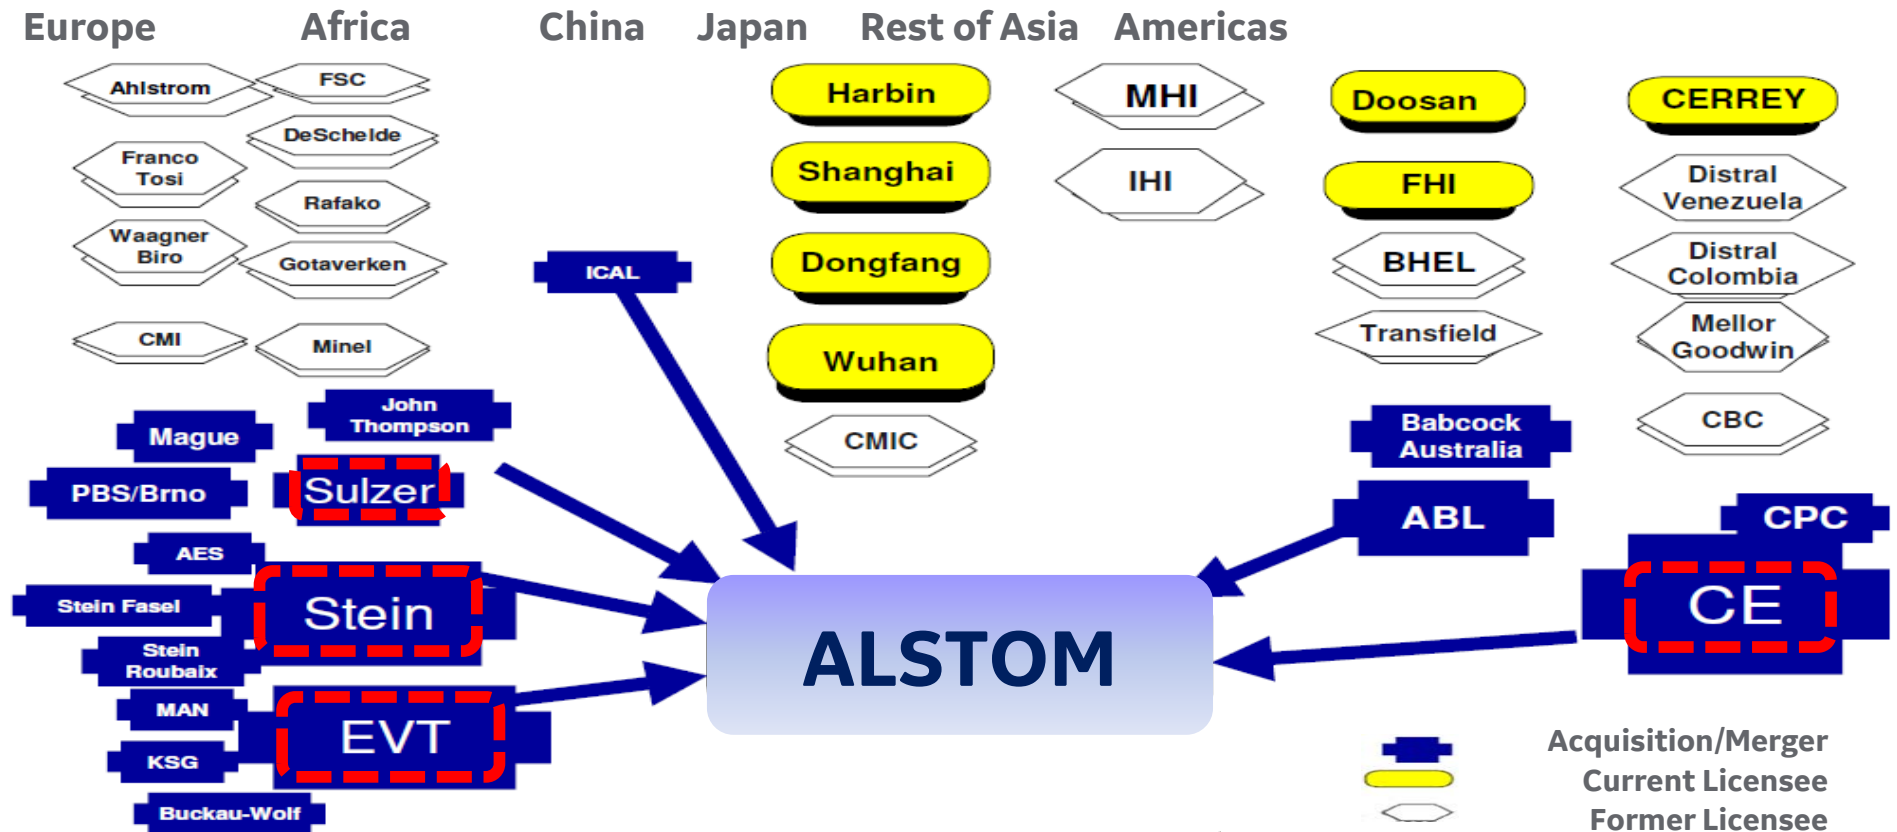 Europe Africa China Japan Rest of Asia Americas
Ahlstrom
FSC
DeSchelde
Franco
Tosi
Rafako
Waagner
Biro
Gotaverken
CMI
Minel
ICAL
Harbin
Shanghai
Dongfang
Wuhan
CMIC
MHI
IHI
Doosan
FHI
BHEL
Transfield
CERREY
Distral
Venezuela
Distral
Colombia
Mellor
Goodwin
CBC
John
Thompson
Mague
PBS/Brno
Sulzer
AES
Stein Fasel
Stein
Stein
Roubaix
MAN
EVT
KSG
Buckau-Wolf
Babcock
Australia
ABL
CPC
CE
ALSTOM
Acquisition/Merger
Current Licensee
Former Licensee